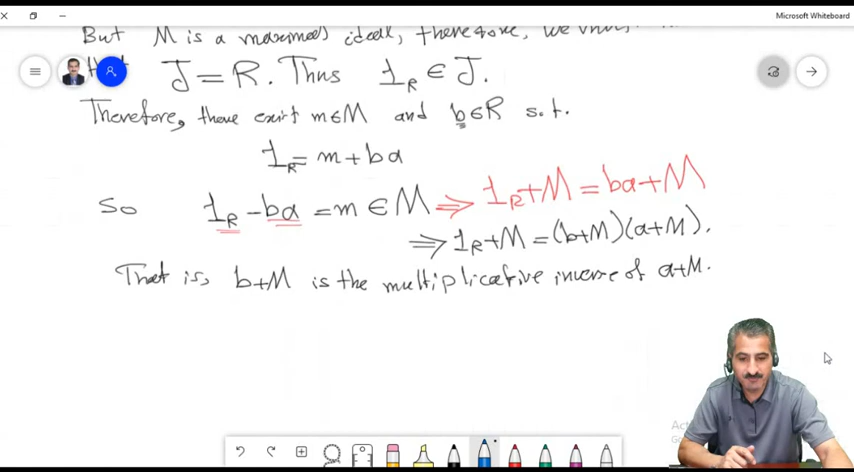 Microsoft Whiteboard
But M is a maximal ideal, therefore, we must
J = R. Thus 1_R ∈ J.
Therefore, there exist m∈M and b∈R s.t.
1_R = m + ba
So 1_R - ba = m ∈ M ⇒ 1_R + M = ba + M
⇒ 1_R + M = (b+M)(a+M).
That is, b+M is the multiplicative inverse of a+M.